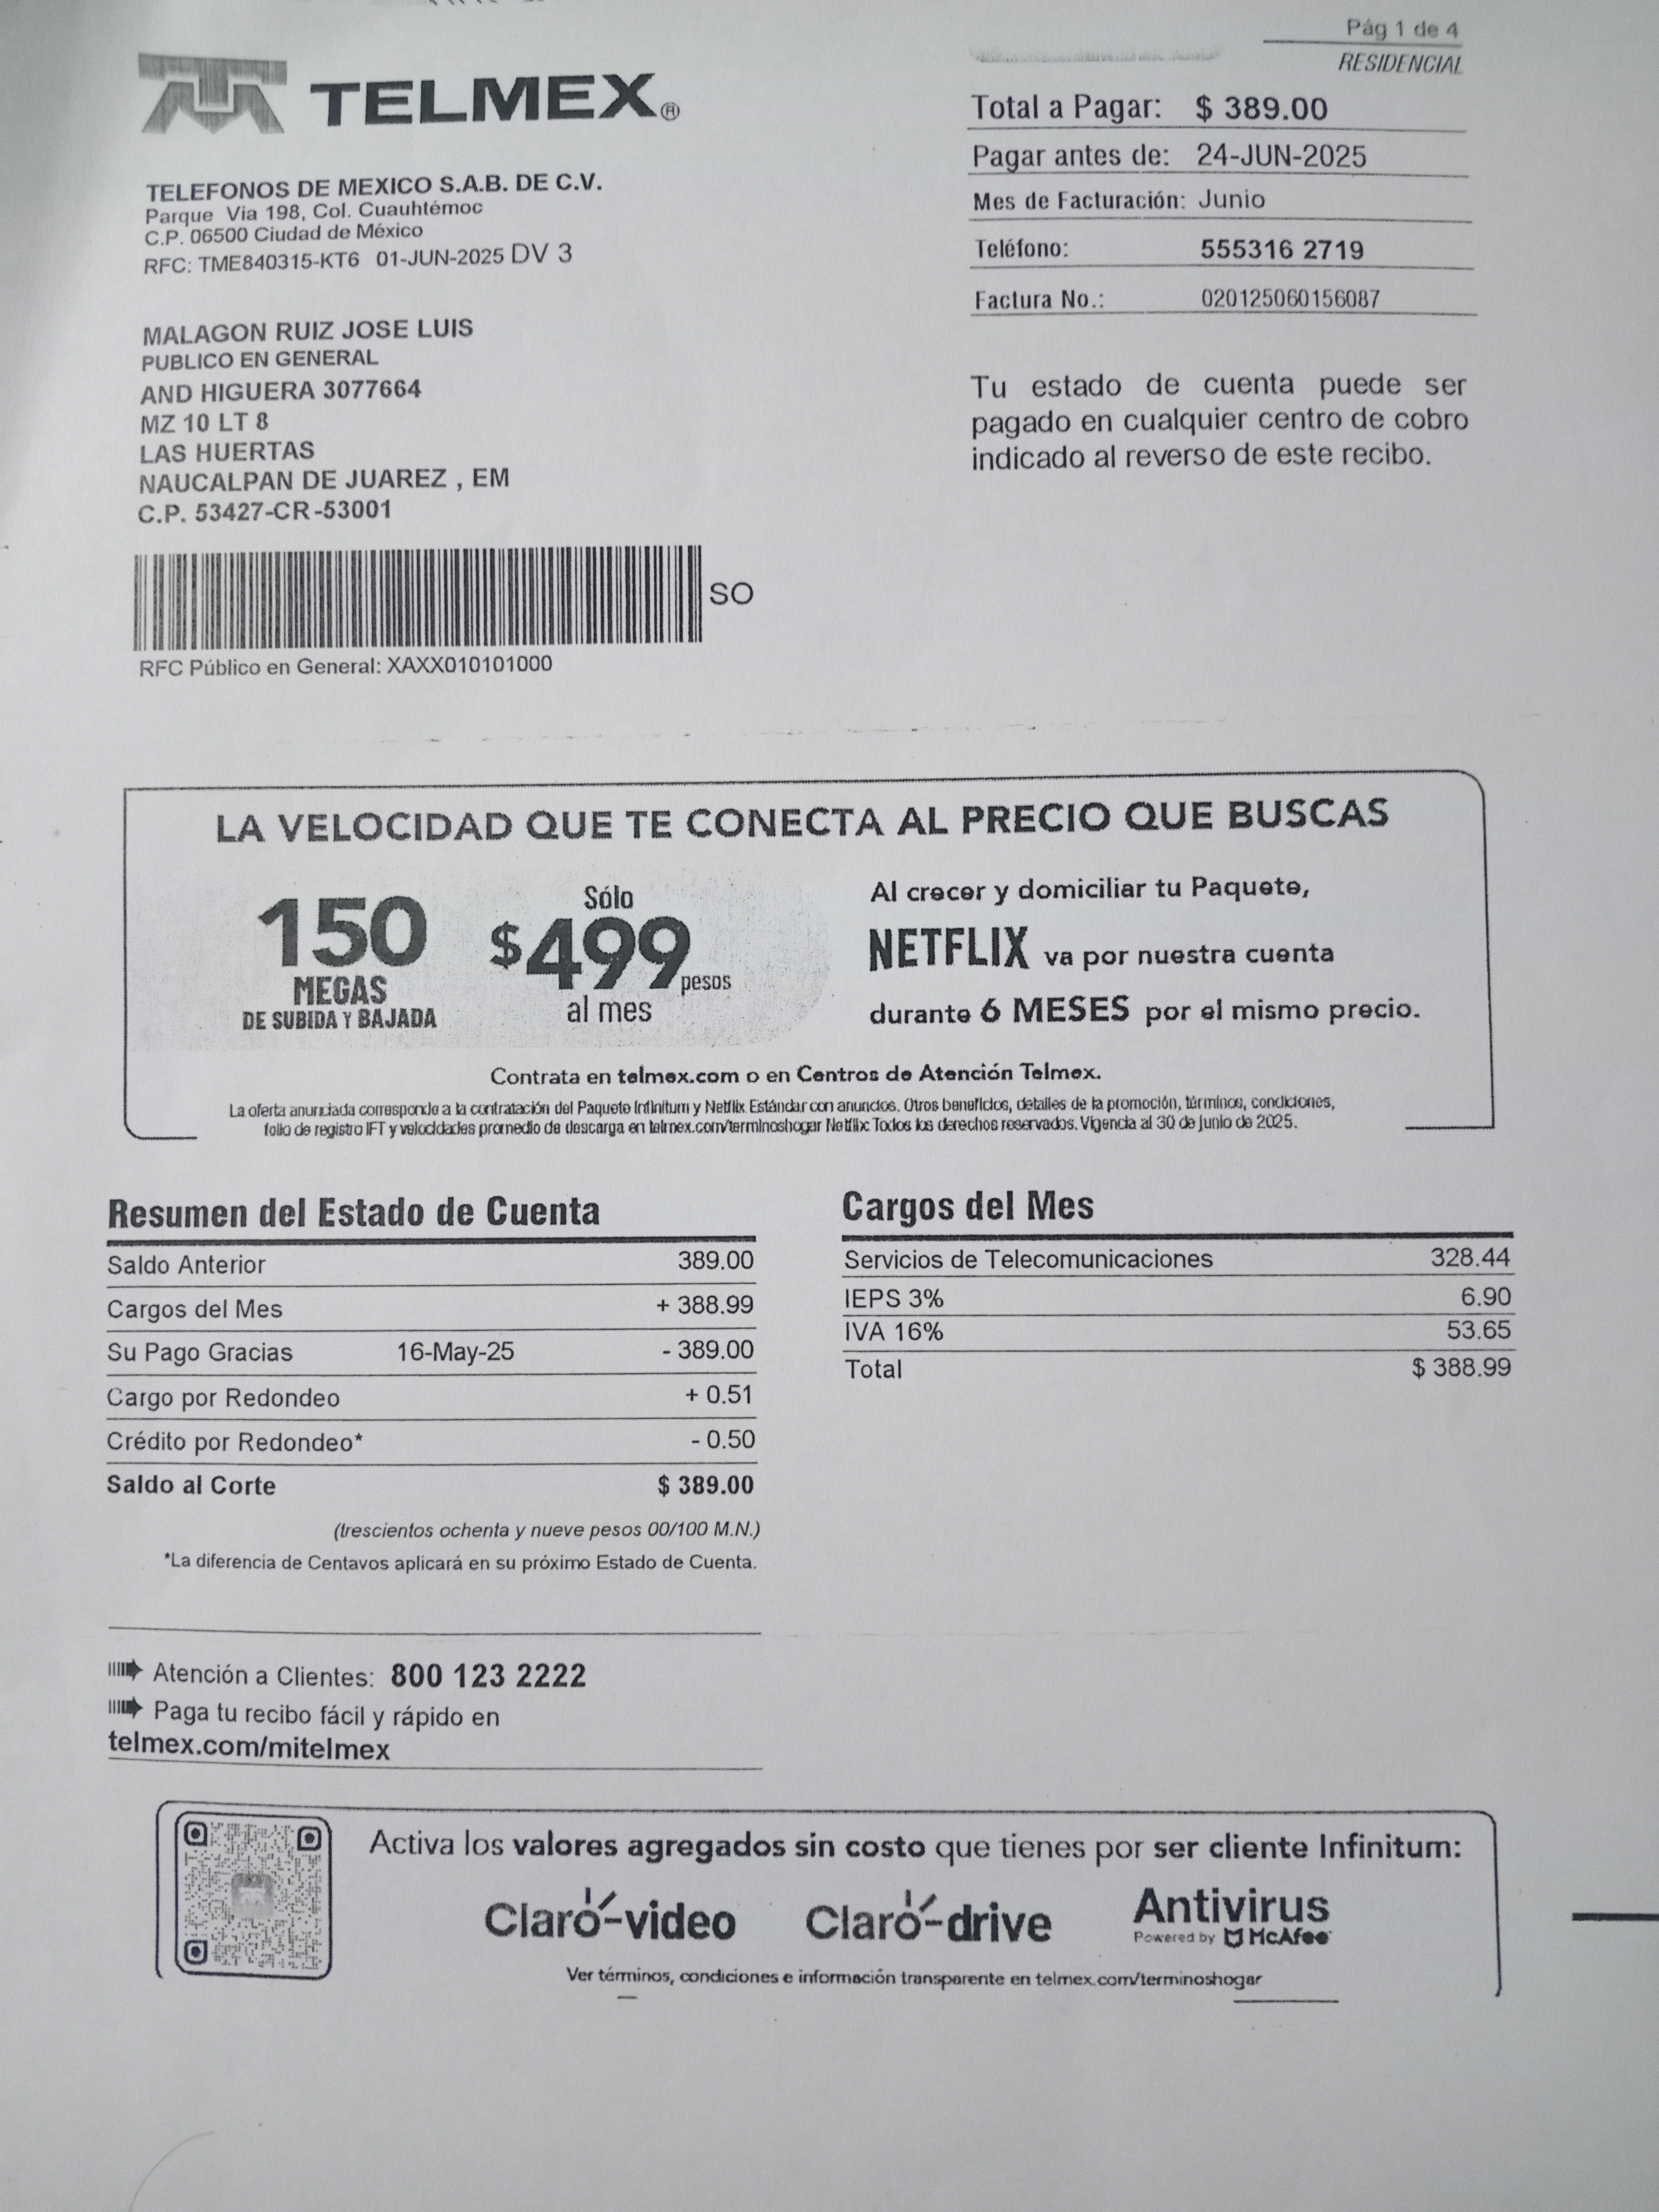 Pág 1 de 4
RESIDENCIAL
TELMEX®
TELEFONOS DE MEXICO S.A.B. DE C.V.
Parque Via 198, Col. Cuauhtémoc
C.P. 06500 Ciudad de México
RFC: TME840315-KT6 01-JUN-2025 DV 3
Total a Pagar: $ 389.00
Pagar antes de: 24-JUN-2025
Mes de Facturación: Junio
Teléfono: 555316 2719
Factura No.: 020125060156087
MALAGON RUIZ JOSE LUIS
PUBLICO EN GENERAL
AND HIGUERA 3077664
MZ 10 LT 8
LAS HUERTAS
NAUCALPAN DE JUAREZ , EM
C.P. 53427-CR-53001
Tu estado de cuenta puede ser
pagado en cualquier centro de cobro
indicado al reverso de este recibo.
SO
RFC Público en General: XAXX010101000
LA VELOCIDAD QUE TE CONECTA AL PRECIO QUE BUSCAS
150
MEGAS
DE SUBIDA Y BAJADA
Sólo
$499 pesos
al mes
Al crecer y domiciliar tu Paquete,
NETFLIX va por nuestra cuenta
durante 6 MESES por el mismo precio.
Contrata en telmex.com o en Centros de Atención Telmex.
La oferta anunciada corresponde a la contratación del Paquete Infinitum y Netflix Estándar con anuncios. Otros beneficios, detalles de la promoción, términos, condiciones,
folio de registro IFT y velocidades promedio de descarga en telmex.com/terminoshogar Netflix Todos los derechos reservados. Vigencia al 30 de junio de 2025.
Resumen del Estado de Cuenta
Saldo Anterior 389.00
Cargos del Mes + 388.99
Su Pago Gracias 16-May-25 - 389.00
Cargo por Redondeo + 0.51
Crédito por Redondeo* - 0.50
Saldo al Corte $ 389.00
(trescientos ochenta y nueve pesos 00/100 M.N.)
*La diferencia de Centavos aplicará en su próximo Estado de Cuenta.
Cargos del Mes
Servicios de Telecomunicaciones 328.44
IEPS 3% 6.90
IVA 16% 53.65
Total $ 388.99
Atención a Clientes: 800 123 2222
Paga tu recibo fácil y rápido en
telmex.com/mitelmex
Activa los valores agregados sin costo que tienes por ser cliente Infinitum:
Claro-video
Claro-drive
Antivirus
Powered by McAfee
Ver términos, condiciones e información transparente en telmex.com/terminoshogar